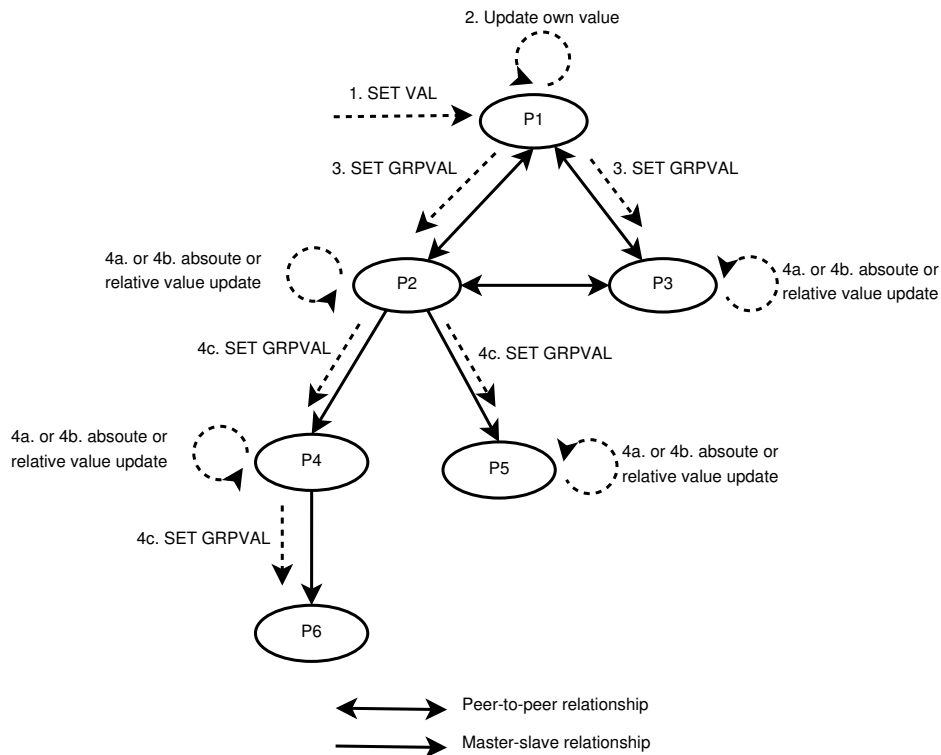 2. Update own value
1. SET VAL
P1
3. SET GRPVAL
3. SET GRPVAL
4a. or 4b. absoute or
relative value update
P2
P3
4a. or 4b. absoute or
relative value update
4c. SET GRPVAL
4c. SET GRPVAL
4a. or 4b. absoute or
relative value update
P4
P5
4a. or 4b. absoute or
relative value update
4c. SET GRPVAL
P6
Peer-to-peer relationship
Master-slave relationship